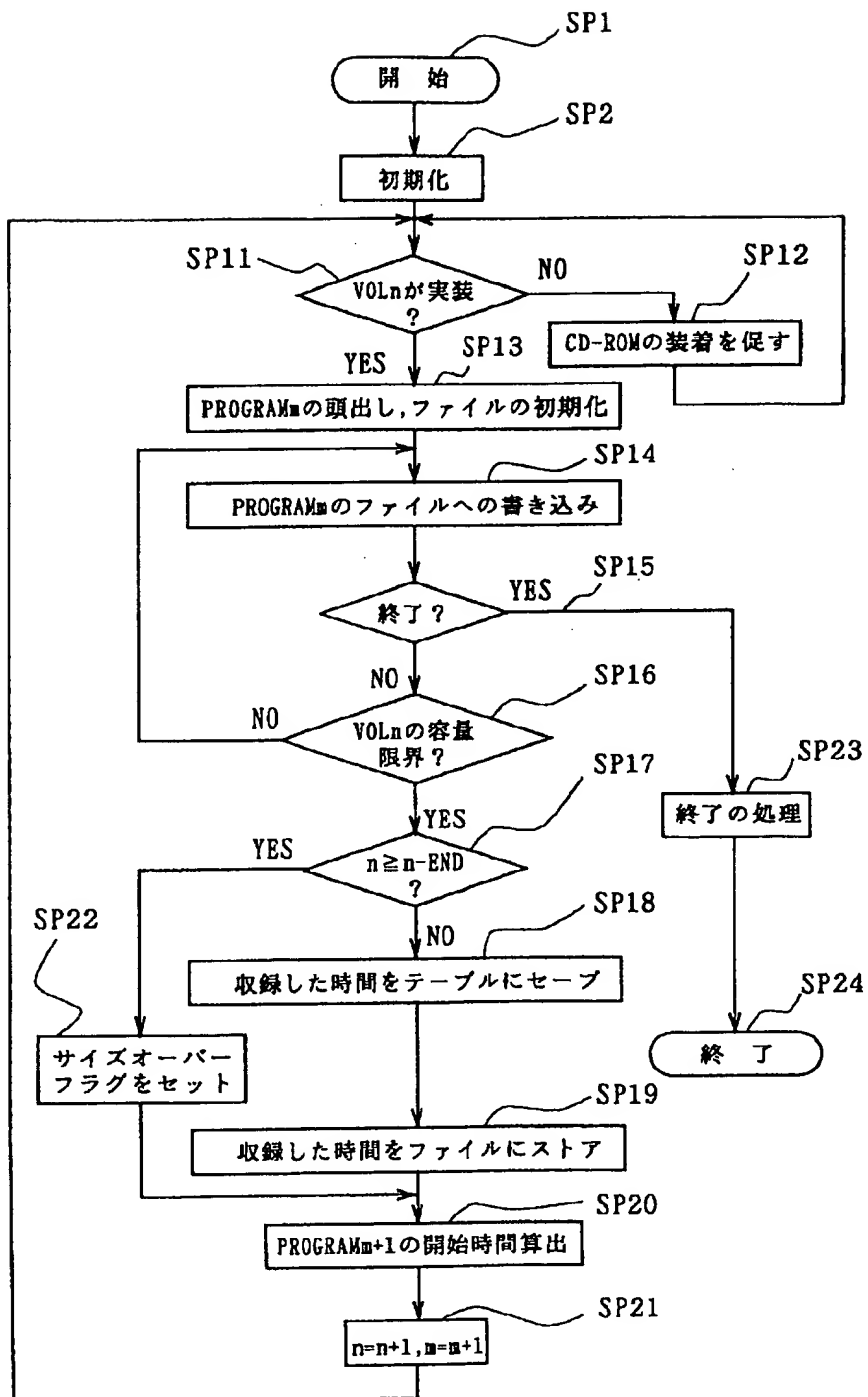 SP1
開 始
SP2
初期化
SP11
VOLnが実装
?
NO
SP12
CD-ROMの装着を促す
YES
SP13
PROGRAMmの頭出し,ファイルの初期化
SP14
PROGRAMmのファイルへの書き込み
SP15
YES
終了?
NO
SP16
NO
VOLnの容量
限界?
SP17
YES
SP23
終了の処理
YES
n≧n-END
?
SP18
NO
SP22
収録した時間をテーブルにセーブ
SP24
終 了
サイズオーバー
フラグをセット
SP19
収録した時間をファイルにストア
SP20
PROGRAMm+1の開始時間算出
SP21
n=n+1,m=m+1